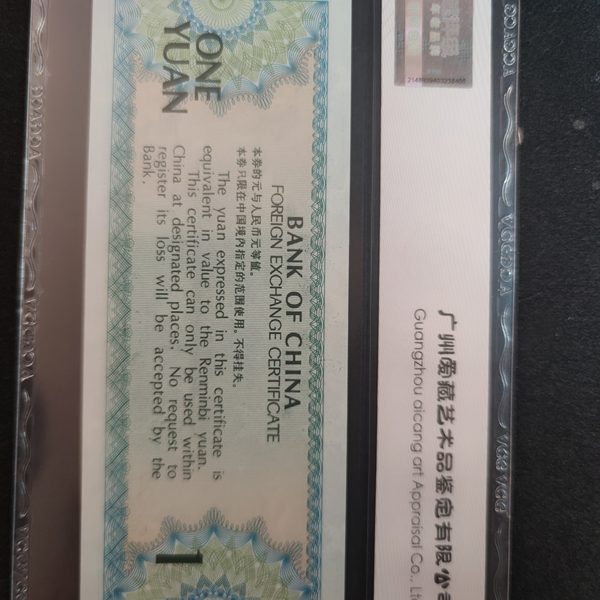 广州爱藏艺术品鉴定有限公司
Guangzhou aicang art Appraisal Co., Lt
BANK OF CHINA
FOREIGN EXCHANGE CERTIFICATE
本券的元与人民币元等值。
本券只限在中国境内指定的范围使用。不得挂失。
The yuan expressed in this certificate is
equivalent in value to the Renminbi yuan.
This certificate can only be used within
China at designated places. No request to
register its loss will be accepted by the
Bank.
ONE
YUAN
1